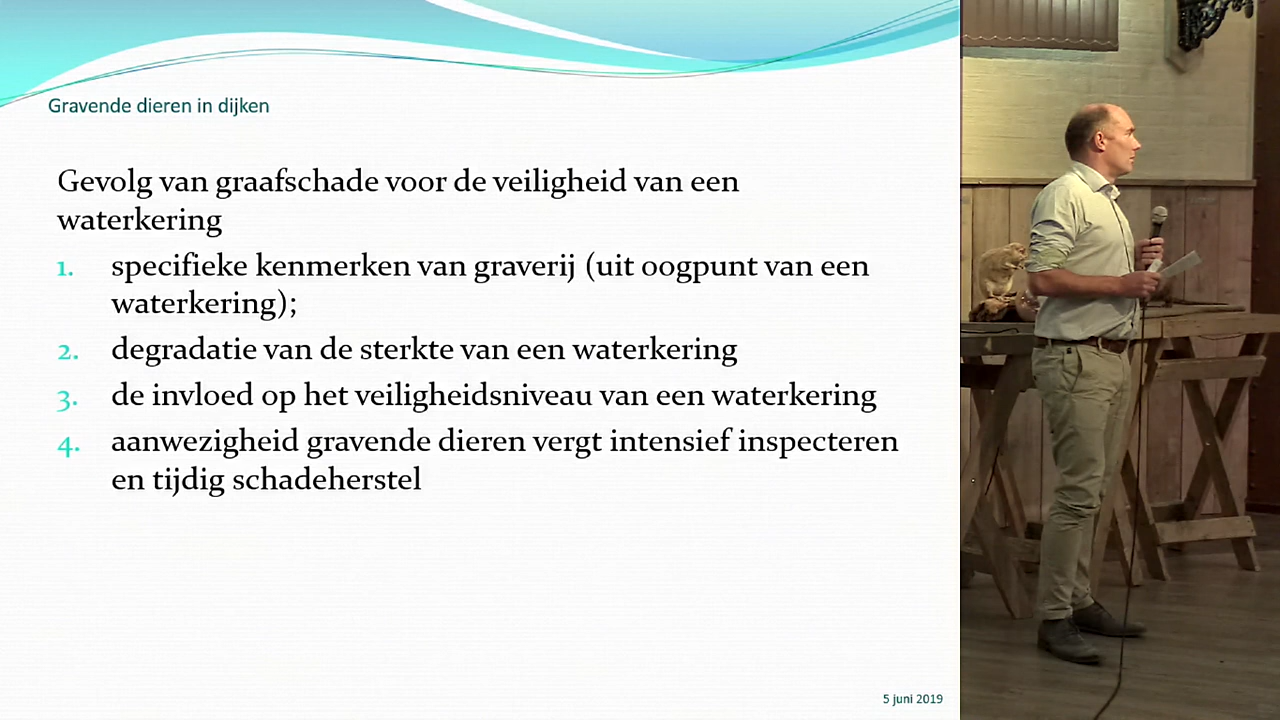 Gravende dieren in dijken
Gevolg van graafschade voor de veiligheid van een
waterkering
1. specifieke kenmerken van graverij (uit oogpunt van een
waterkering);
2. degradatie van de sterkte van een waterkering
3. de invloed op het veiligheidsniveau van een waterkering
4. aanwezigheid gravende dieren vergt intensief inspecteren
en tijdig schadeherstel
5 juni 2019